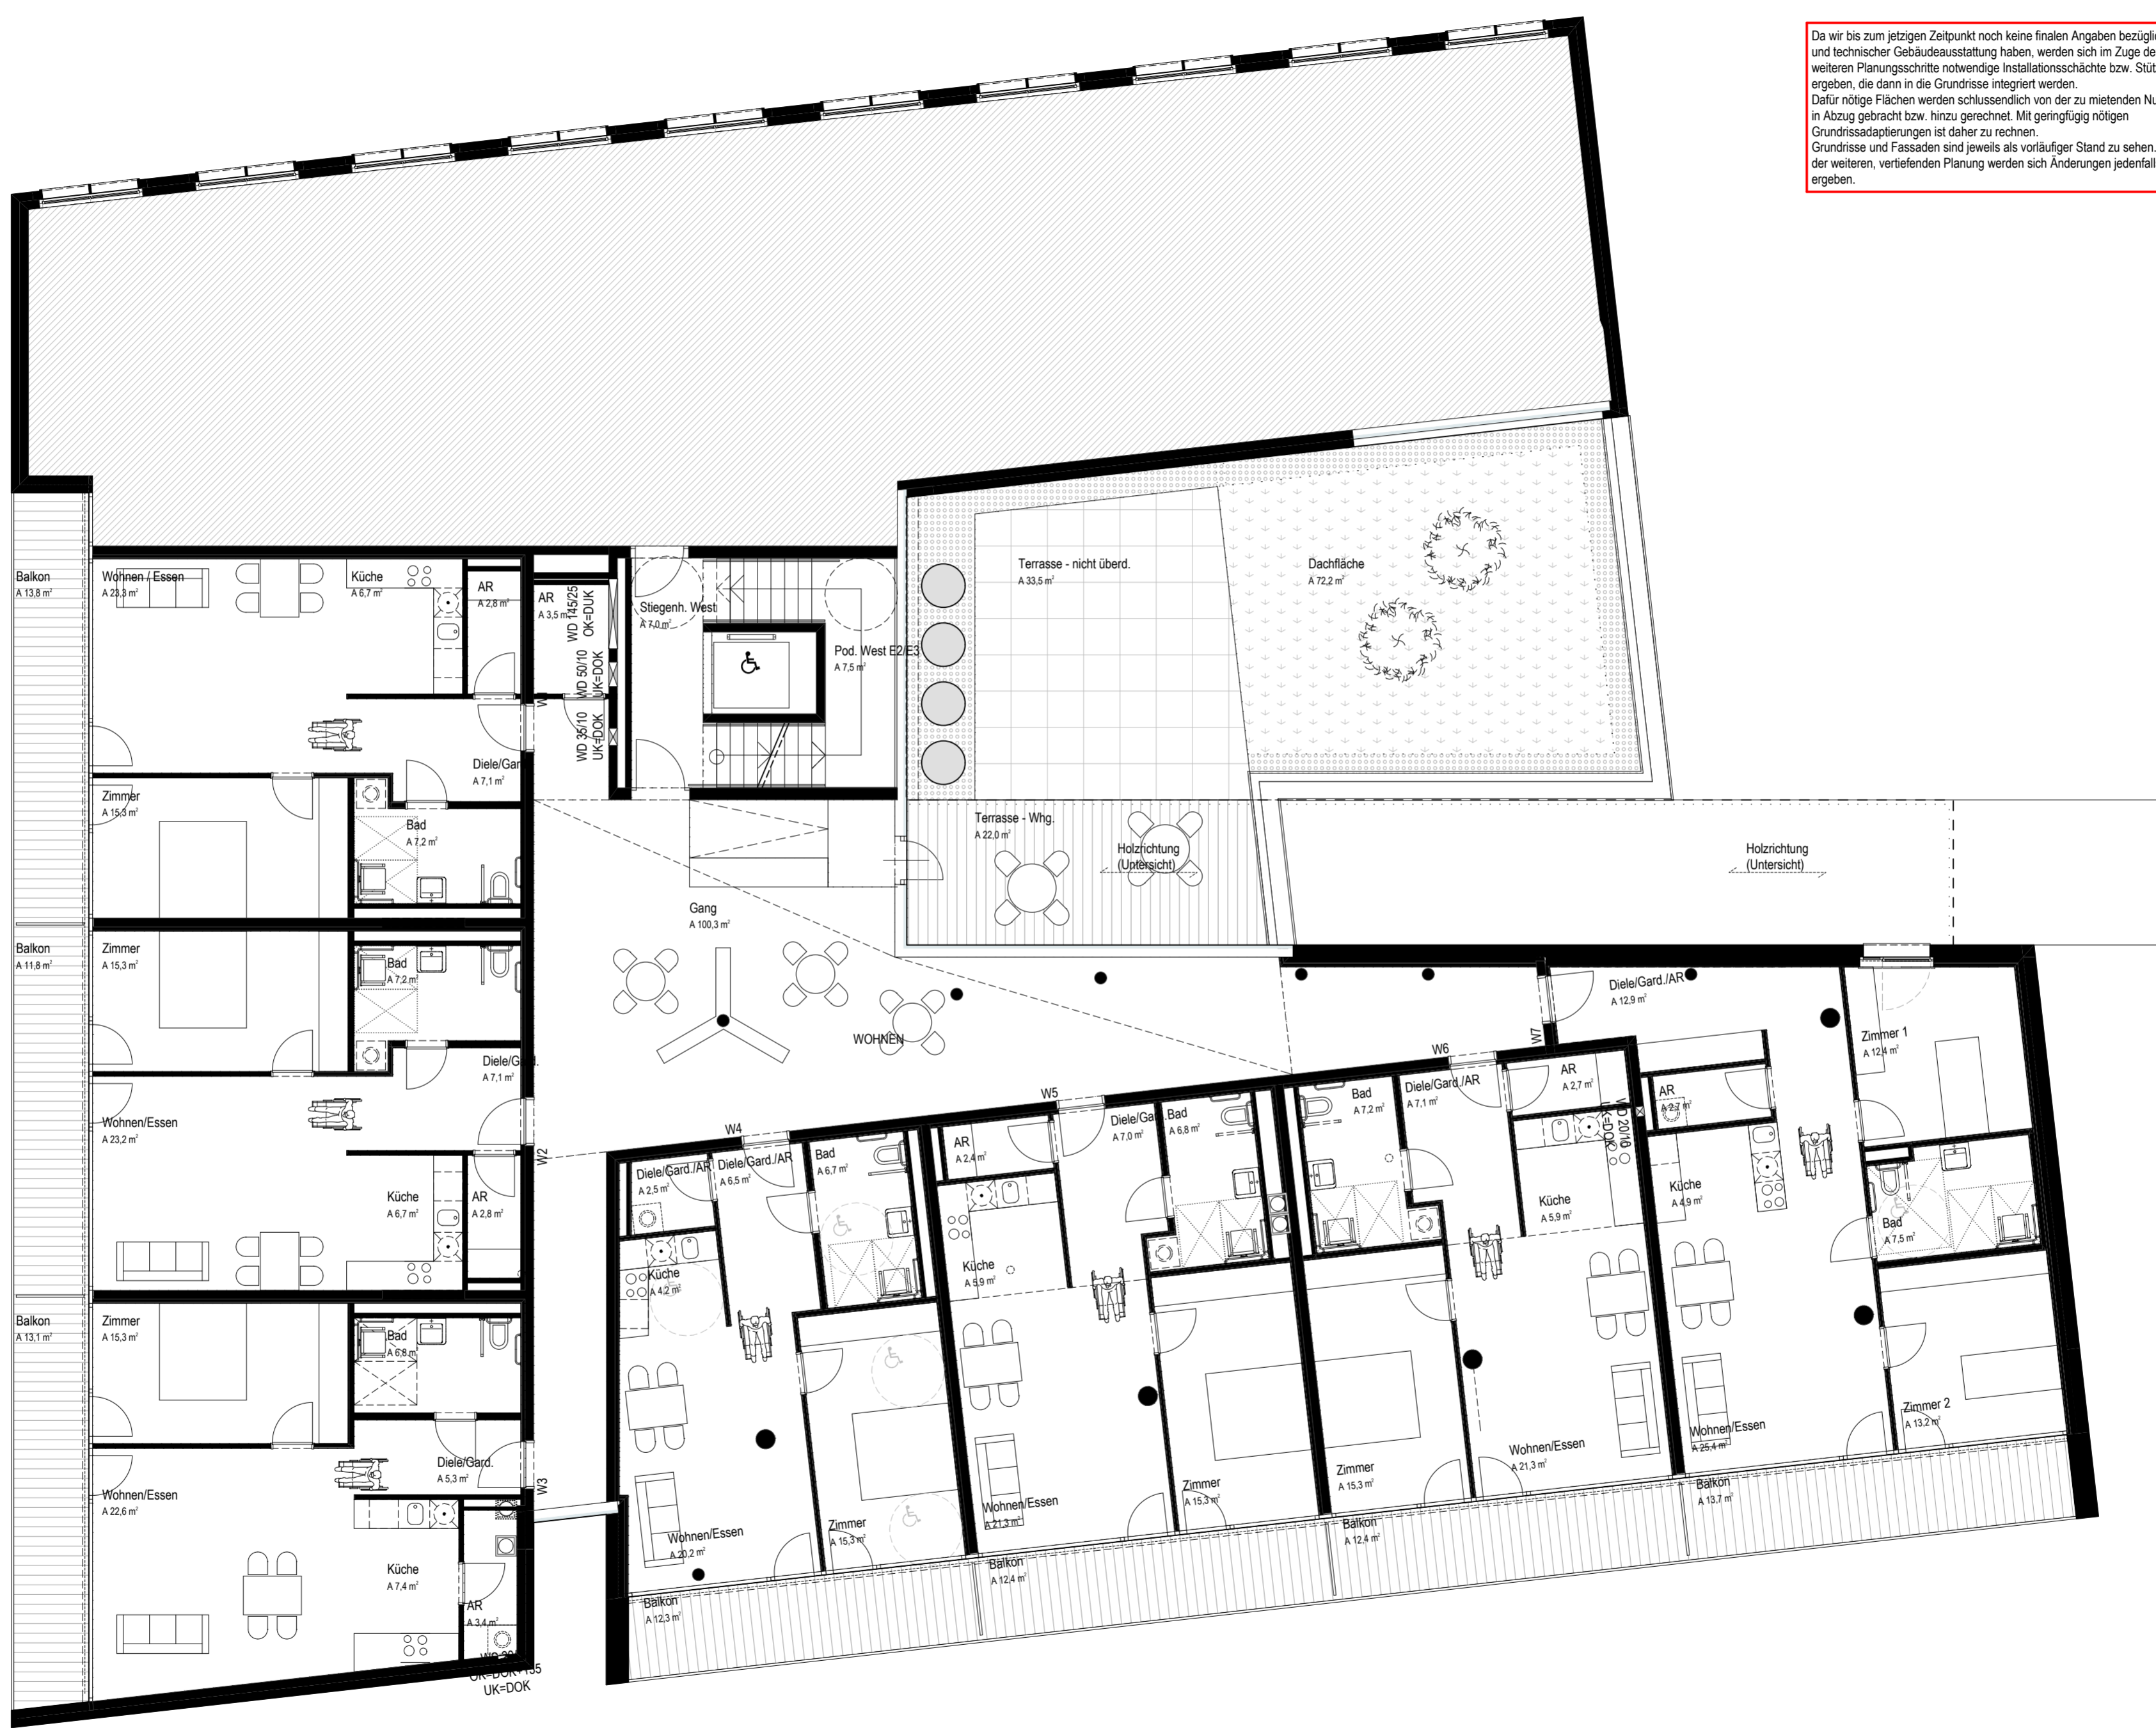 Da wir bis zum jetzigen Zeitpunkt noch keine finalen Angaben
und technischer Gebäudeausstattung haben, werden sich im Zuge
weiteren Planungsschritte notwendige Installationsschächte bzw.
ergeben, die dann in die Grundrisse integriert werden.
Dafür nötige Flächen werden schlussendlich von der zu mietenden
in Abzug gebracht bzw. hinzu gerechnet. Mit geringfügig nötigen
Grundrissadaptierungen ist daher zu rechnen.
Grundrisse und Fassaden sind jeweils als vorläufiger Stand zu sehen.
der weiteren, vertiefenden Planung werden sich Änderungen
ergeben.
Balkon
A 13,8 m²
Wohnen / Essen
A 23,3 m²
Küche
A 6,7 m²
AR
A 2,8 m²
AR
A 3,5 m²
WD 145/25
OK=DUK
WD 50/10
UK=DOK
WD 35/10
UK=DOK
Stiegenh. West
A 7,0 m²
Pod. West E2/E3
A 7,5 m²
Terrasse - nicht überd.
A 33,5 m²
Dachfläche
A 72,2 m²
Diele/Gar
A 7,1 m²
Zimmer
A 15,3 m²
Bad
A 7,2 m²
Terrasse - Whg.
A 22,0 m²
Holzrichtung
(Untersicht)
Holzrichtung
(Untersicht)
Gang
A 100,3 m²
WOHNEN
Balkon
A 11,8 m²
Zimmer
A 15,3 m²
Bad
A 7,2 m²
Diele/G
A 7,1 m²
Wohnen/Essen
A 23,2 m²
W2
Küche
A 6,7 m²
AR
A 2,8 m²
Balkon
A 13,1 m²
Zimmer
A 15,3 m²
Bad
A 6,8 m
Diele/Gard.
A 5,3 m²
W3
Wohnen/Essen
A 22,6 m²
Küche
A 7,4 m²
AR
A 3,4 m²
UK=DOK
W4
Diele/Gard./AR
A 2,5 m²
Diele/Gard./AR
A 6,5 m²
Bad
A 6,7 m²
Küche
A 4,2 m²
Wohnen/Essen
A 20,2 m²
Zimmer
A 15,3 m²
Balkon
A 12,3 m²
W5
AR
A 2,4 m²
Diele/Ga
A 7,0 m²
Bad
A 6,8 m²
Küche
A 5,9 m²
Wohnen/Essen
A 21,3 m²
Zimmer
A 15,3 m²
Balkon
A 12,4 m²
W6
Bad
A 7,2 m²
Diele/Gard./AR
A 7,1 m²
AR
A 2,7 m²
Küche
A 5,9 m²
Zimmer
A 15,3 m²
Wohnen/Essen
A 21,3 m²
Balkon
A 12,4 m²
W7
WD 20/10
UK=DOK
Diele/Gard./AR
A 12,9 m²
Zimmer 1
A 12,4 m²
AR
A 2,7 m²
Küche
A 4,9 m²
Bad
A 7,5 m²
Wohnen/Essen
A 25,4 m²
Zimmer 2
A 13,2 m²
Balkon
A 13,7 m²